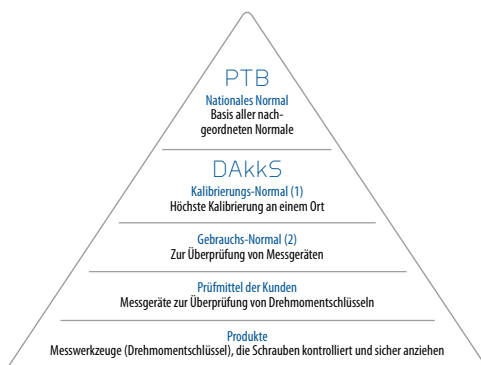 PTB
Nationales Normal
Basis aller nach-
geordneten Normale
DAkkS
Kalibrierungs-Normal (1)
Höchste Kalibrierung an einem Ort
Gebrauchs-Normal (2)
Zur Überprüfung von Messgeräten
Prüfmittel der Kunden
Messgeräte zur Überprüfung von Drehmomentschlüsseln
Produkte
Messwerkzeuge (Drehmomentschlüssel), die Schrauben kontrolliert und sicher anziehen